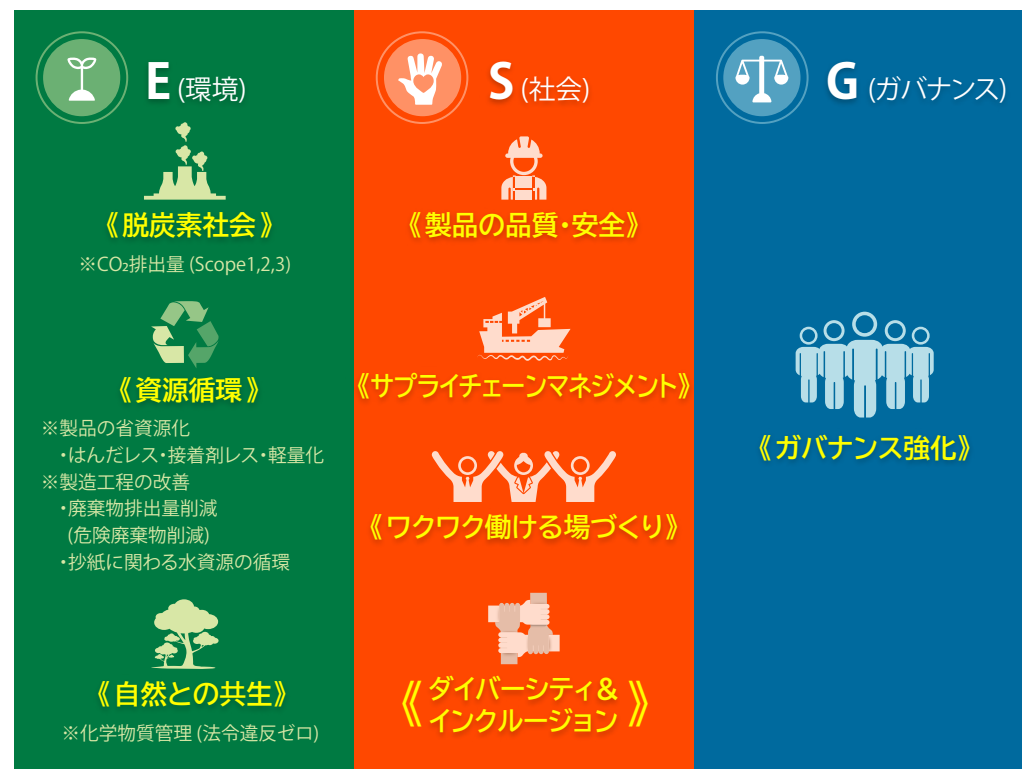 E (環境)
《脱炭素社会》
※CO₂排出量 (Scope1,2,3)
《資源循環》
※製品の省資源化
・はんだレス・接着剤レス・軽量化
※製造工程の改善
・廃棄物排出量削減
(危険廃棄物削減)
・抄紙に関わる水資源の循環
《自然との共生》
※化学物質管理 (法令違反ゼロ)
S (社会)
《製品の品質・安全》
《サプライチェーンマネジメント》
《ワクワク働ける場づくり》
《ダイバーシティ&
インクルージョン》
G (ガバナンス)
《ガバナンス強化》